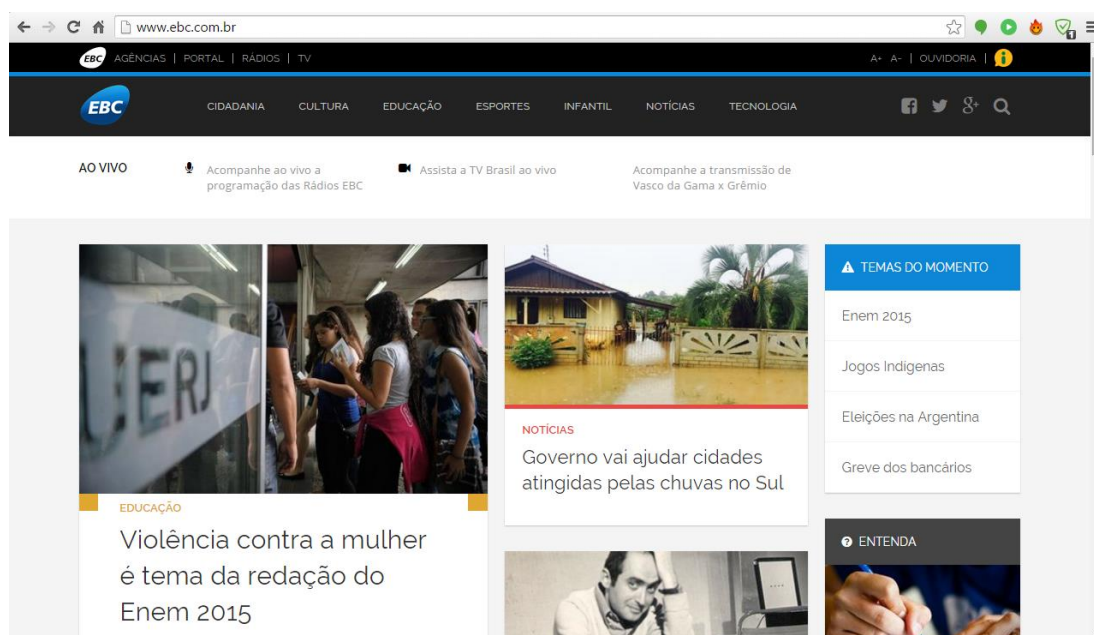 www.ebc.com.br
1
EBC AGÊNCIAS | PORTAL | RÁDIOS | TV
A+ A- | OUVIDORIA | i
EBC
CIDADANIA CULTURA EDUCAÇÃO ESPORTES INFANTIL NOTÍCIAS TECNOLOGIA
AO VIVO
Acompanhe ao vivo a
programação das Rádios EBC
Assista a TV Brasil ao vivo
Acompanhe a transmissão de
Vasco da Gama x Grêmio
UERJ
EDUCAÇÃO
Violência contra a mulher
é tema da redação do
Enem 2015
NOTÍCIAS
Governo vai ajudar cidades
atingidas pelas chuvas no Sul
TEMAS DO MOMENTO
Enem 2015
Jogos Indigenas
Eleições na Argentina
Greve dos bancários
ENTENDA